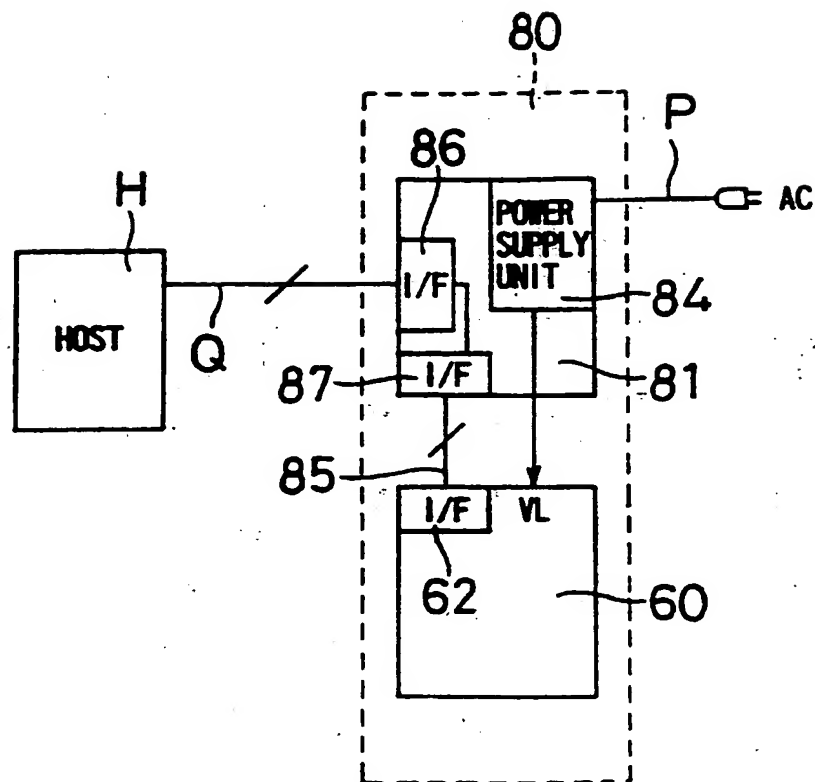 80
P
86
H
AC
POWER
SUPPLY
UNIT
I/F
84
HOST
Q
87
I/F
81
85
I/F
VL
62
60